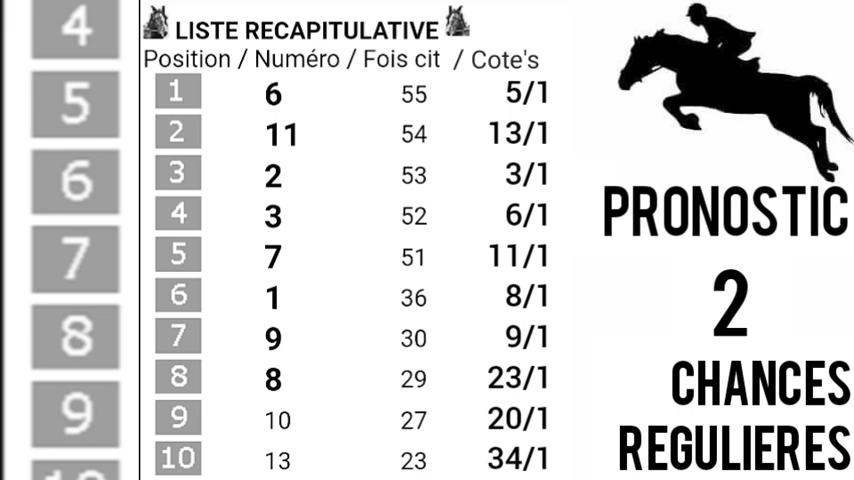 4
5
6
7
8
9
LISTE RECAPITULATIVE
Position / Numéro / Fois cit / Cote's
1 6 55 5/1
2 11 54 13/1
3 2 53 3/1
4 3 52 6/1
5 7 51 11/1
6 1 36 8/1
7 9 30 9/1
8 8 29 23/1
9 10 27 20/1
10 13 23 34/1
PRONOSTIC
2
CHANCES
REGULIERES